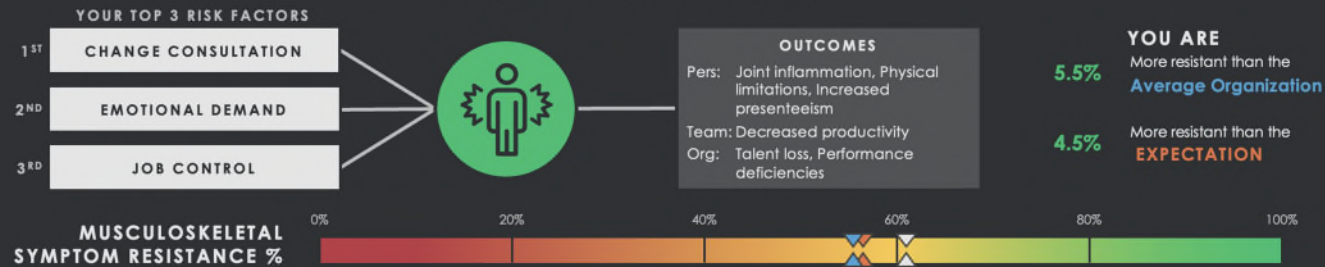 YOUR TOP 3 RISK FACTORS
1ST CHANGE CONSULTATION
2ND EMOTIONAL DEMAND
3RD JOB CONTROL
OUTCOMES
Pers: Joint inflammation, Physical
limitations, Increased
presenteeism
Team: Decreased productivity
Org: Talent loss, Performance
deficiencies
YOU ARE
5.5% More resistant than the
Average Organization
4.5% More resistant than the
EXPECTATION
MUSCULOSKELETAL
SYMPTOM RESISTANCE %
0% 20% 40% 60% 80% 100%